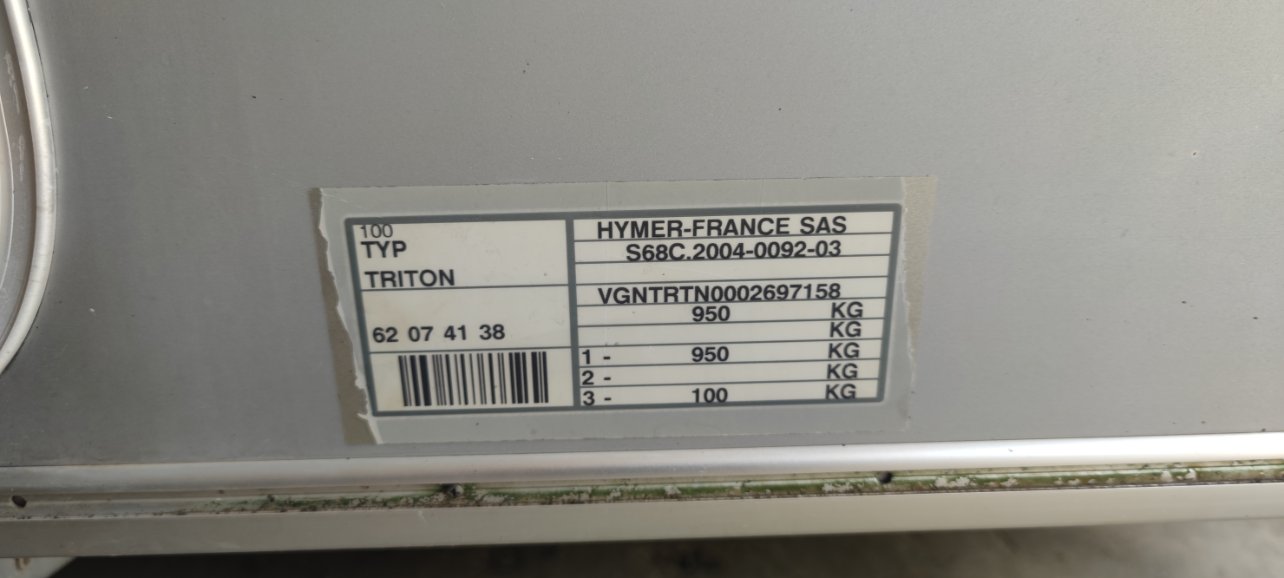 100
TYP
TRITON
62 07 41 38
HYMER-FRANCE SAS
S68C.2004-0092-03
VGNTRTN0002697158
950 KG
KG
1 - 950 KG
2 - KG
3 - 100 KG